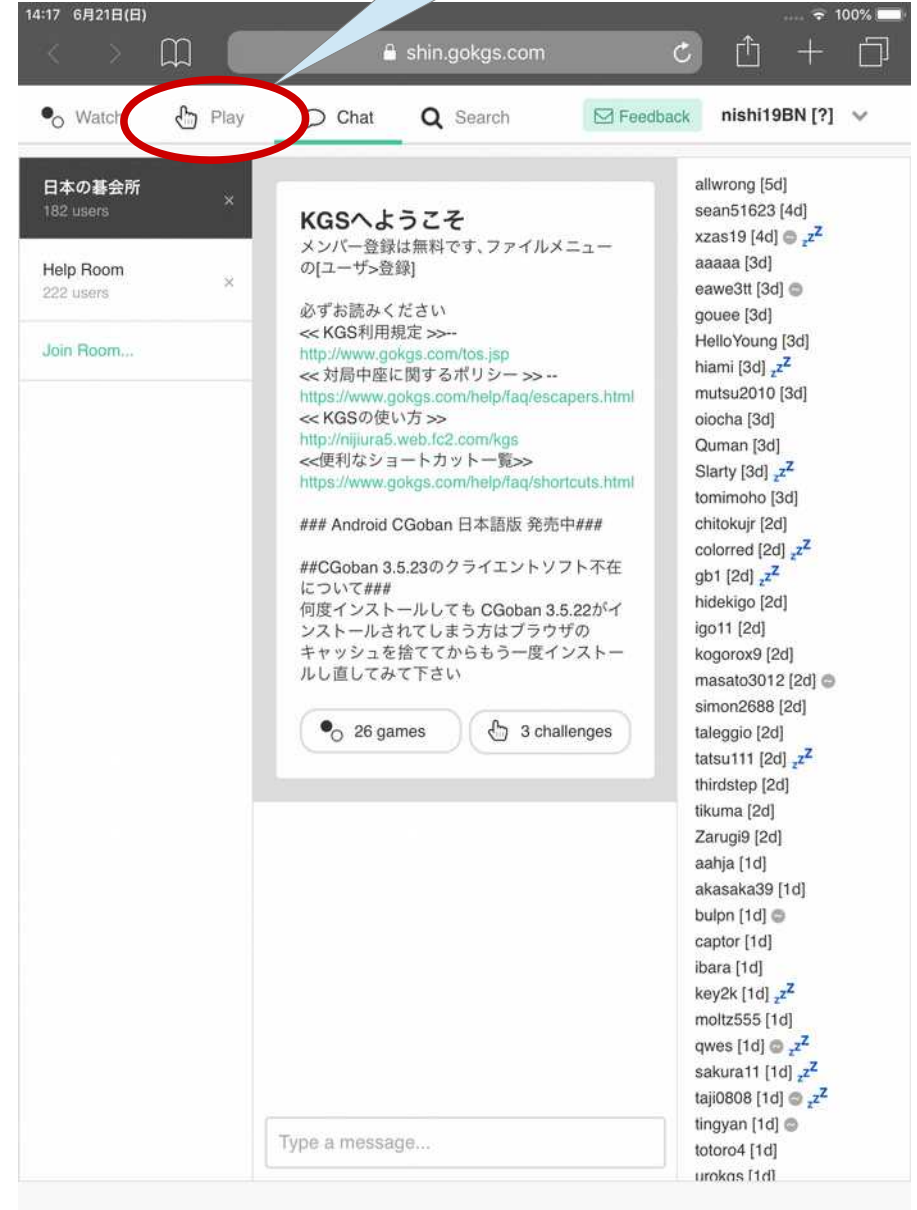 14:17 6月21日(日)
100%
shin.gokgs.com
Watch Play Chat Search Feedback nishi19BN [?]
日本の碁会所
182 users
Help Room
222 users
Join Room...
KGSへようこそ
メンバー登録は無料です、ファイルメニュー
の[ユーザ>登録]
必ずお読みください
<< KGS利用規定 >>--
http://www.gokgs.com/tos.jsp
<< 対局中座に関するポリシー >> --
https://www.gokgs.com/help/faq/escapers.html
<< KGSの使い方 >>
http://nijiura5.web.fc2.com/kgs
<<便利なショートカット一覧>>
https://www.gokgs.com/help/faq/shortcuts.html
### Android CGoban 日本語版 発売中###
##CGoban 3.5.23のクライエントソフト不在
について###
何度インストールしても CGoban 3.5.22がイ
ンストールされてしまう方はブラウザの
キャッシュを捨ててからもう一度インストー
ルし直してみて下さい
26 games
3 challenges
Type a message...
allwrong [5d]
sean51623 [4d]
xzas19 [4d] zzZ
aaaaa [3d]
eawe3tt [3d]
gouee [3d]
HelloYoung [3d]
hiami [3d] zzZ
mutsu2010 [3d]
oiocha [3d]
Quman [3d]
Slarty [3d] zzZ
tomimoho [3d]
chitokujr [2d]
colorred [2d] zzZ
gb1 [2d] zzZ
hidekigo [2d]
igo11 [2d]
kogorox9 [2d]
masato3012 [2d]
simon2688 [2d]
taleggio [2d]
tatsu111 [2d] zzZ
thirdstep [2d]
tikuma [2d]
Zarugi9 [2d]
aahja [1d]
akasaka39 [1d]
bulpn [1d]
captor [1d]
ibara [1d]
key2k [1d] zzZ
moltz555 [1d]
qwes [1d] zzZ
sakura11 [1d] zzZ
taji0808 [1d] zzZ
tingyan [1d]
totoro4 [1d]
urokgs [1d]